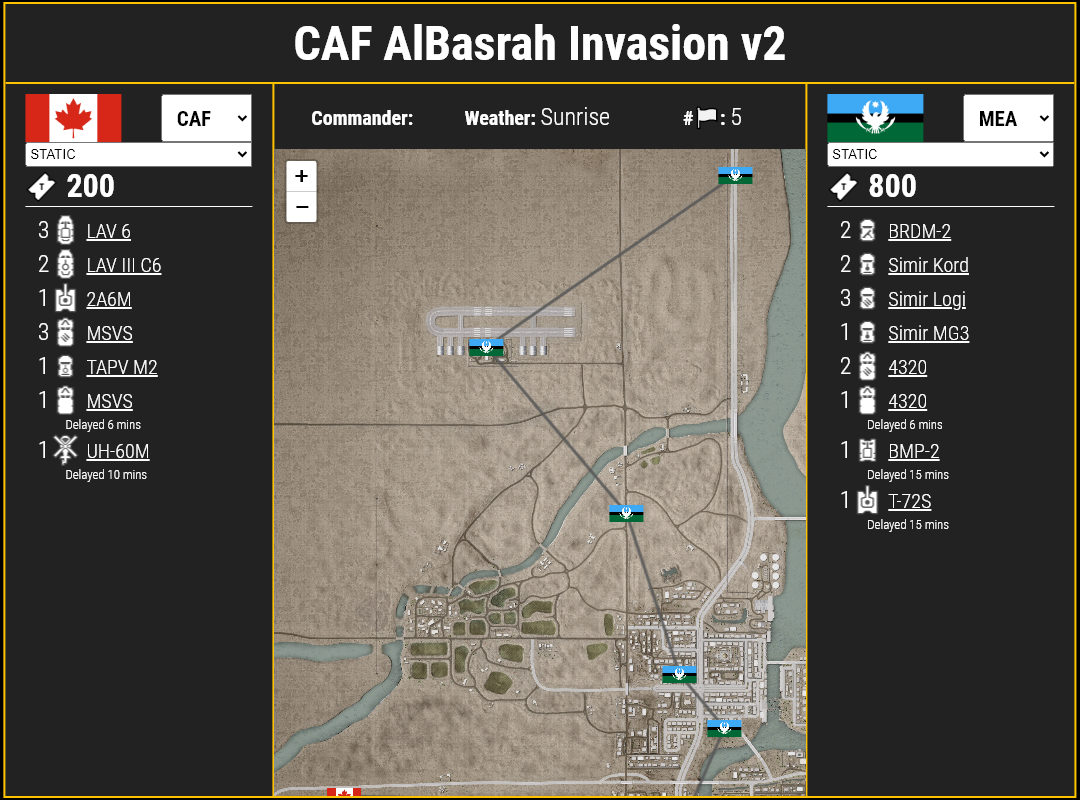 CAF AlBasrah Invasion v2
CAF
STATIC
200
3 LAV 6
2 LAV III C6
1 2A6M
3 MSVS
1 TAPV M2
1 MSVS
Delayed 6 mins
1 UH-60M
Delayed 10 mins
Commander:
Weather: Sunrise
# : 5
+
−
MEA
STATIC
800
2 BRDM-2
2 Simir Kord
3 Simir Logi
1 Simir MG3
2 4320
1 4320
Delayed 6 mins
1 BMP-2
Delayed 15 mins
1 T-72S
Delayed 15 mins